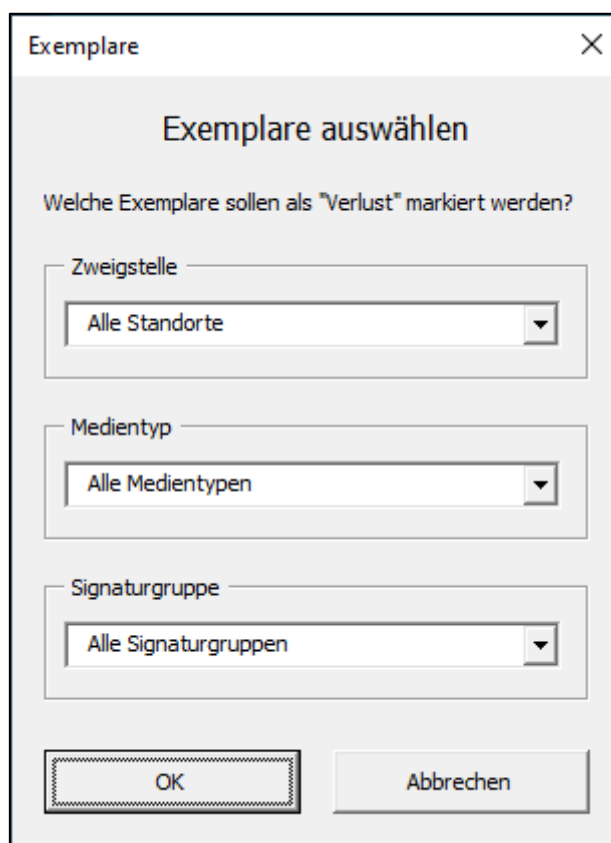 Exemplare
Exemplare auswählen
Welche Exemplare sollen als "Verlust" markiert werden?
Zweigstelle
Alle Standorte
Medientyp
Alle Medientypen
Signaturgruppe
Alle Signaturgruppen
OK
Abbrechen